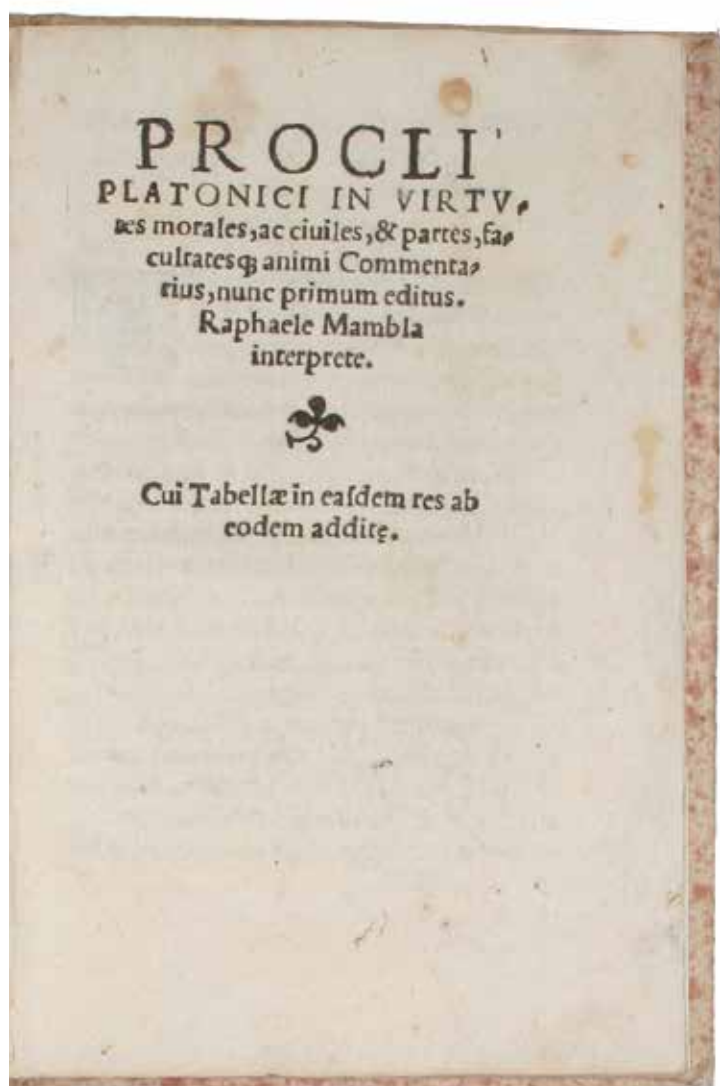 PROCLI
PLATONICI IN VIRTV,
tes morales, ac ciuiles, & partes, fa,
cultatesqꝫ animi Commenta,
rius, nunc primum editus.
Raphaele Mambla
interprete.
Cui Tabellæ in eaſdem res ab
eodem additę.